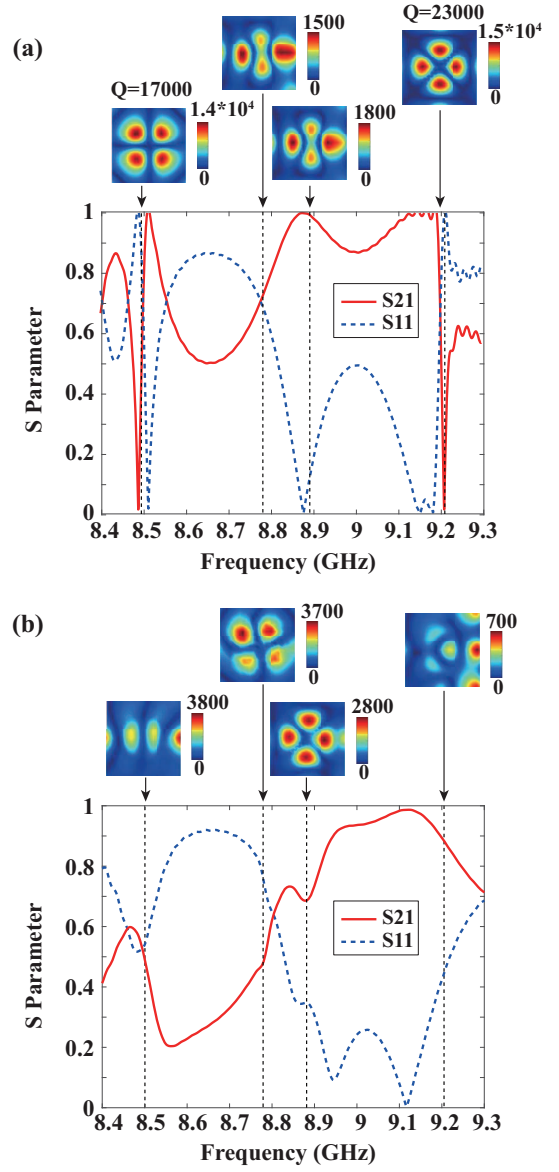 (a)
1500
0
Q=23000
1.5*10⁴
0
Q=17000
1.4*10⁴
0
1800
0
1
0.8
0.6
0.4
0.2
0
S Parameter
S21
S11
8.4 8.5 8.6 8.7 8.8 8.9 9 9.1 9.2 9.3
Frequency (GHz)
(b)
3700
0
700
0
3800
0
2800
0
1
0.8
0.6
0.4
0.2
0
S Parameter
S21
S11
8.4 8.5 8.6 8.7 8.8 8.9 9 9.1 9.2 9.3
Frequency (GHz)